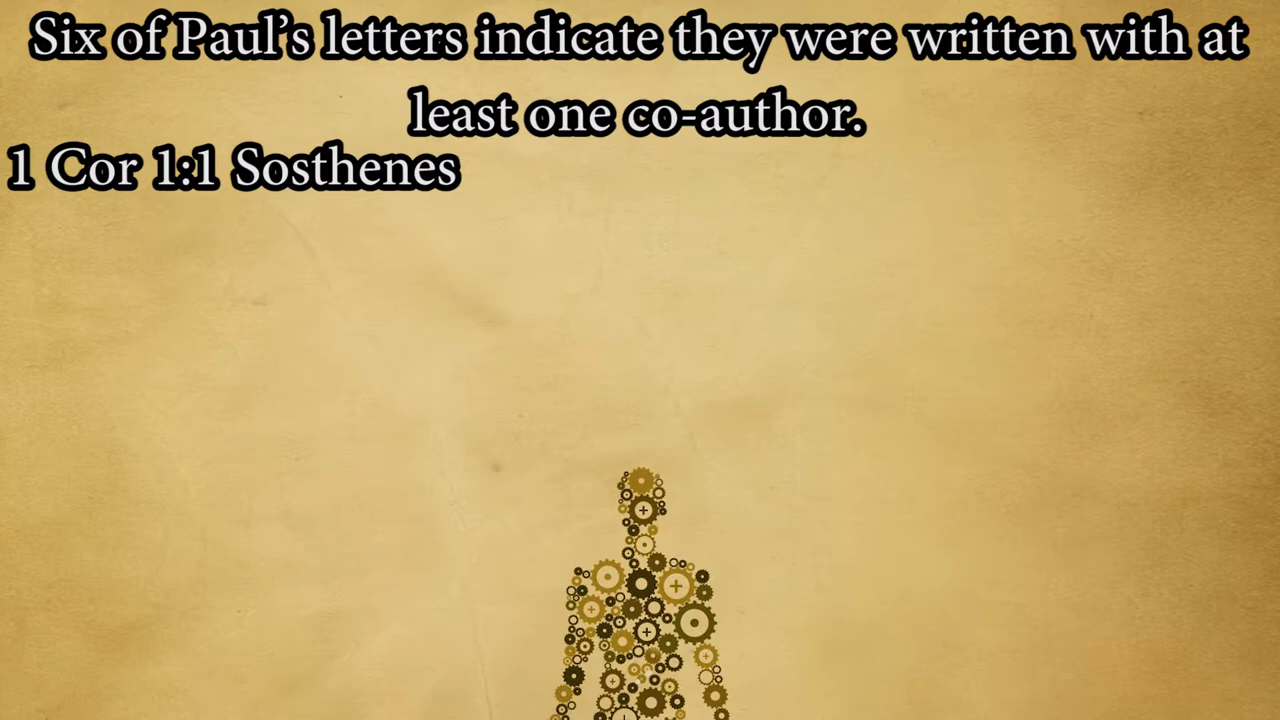 Six of Paul's letters indicate they were written with at
least one co-author.
1 Cor 1:1 Sosthenes